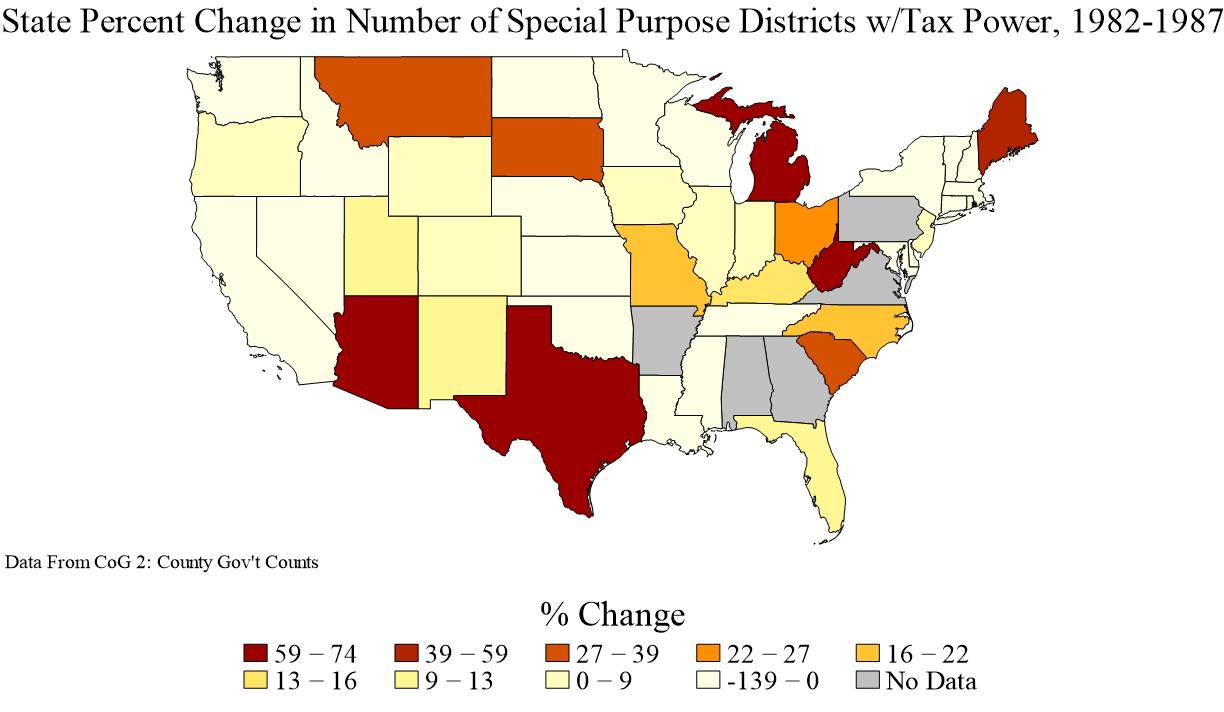 State Percent Change in Number of Special Purpose Districts w/Tax Power, 1982-1987
Data From CoG 2: County Gov't Counts
% Change
59 – 74 39 – 59 27 – 39 22 – 27 16 – 22
13 – 16 9 – 13 0 – 9 -139 – 0 No Data